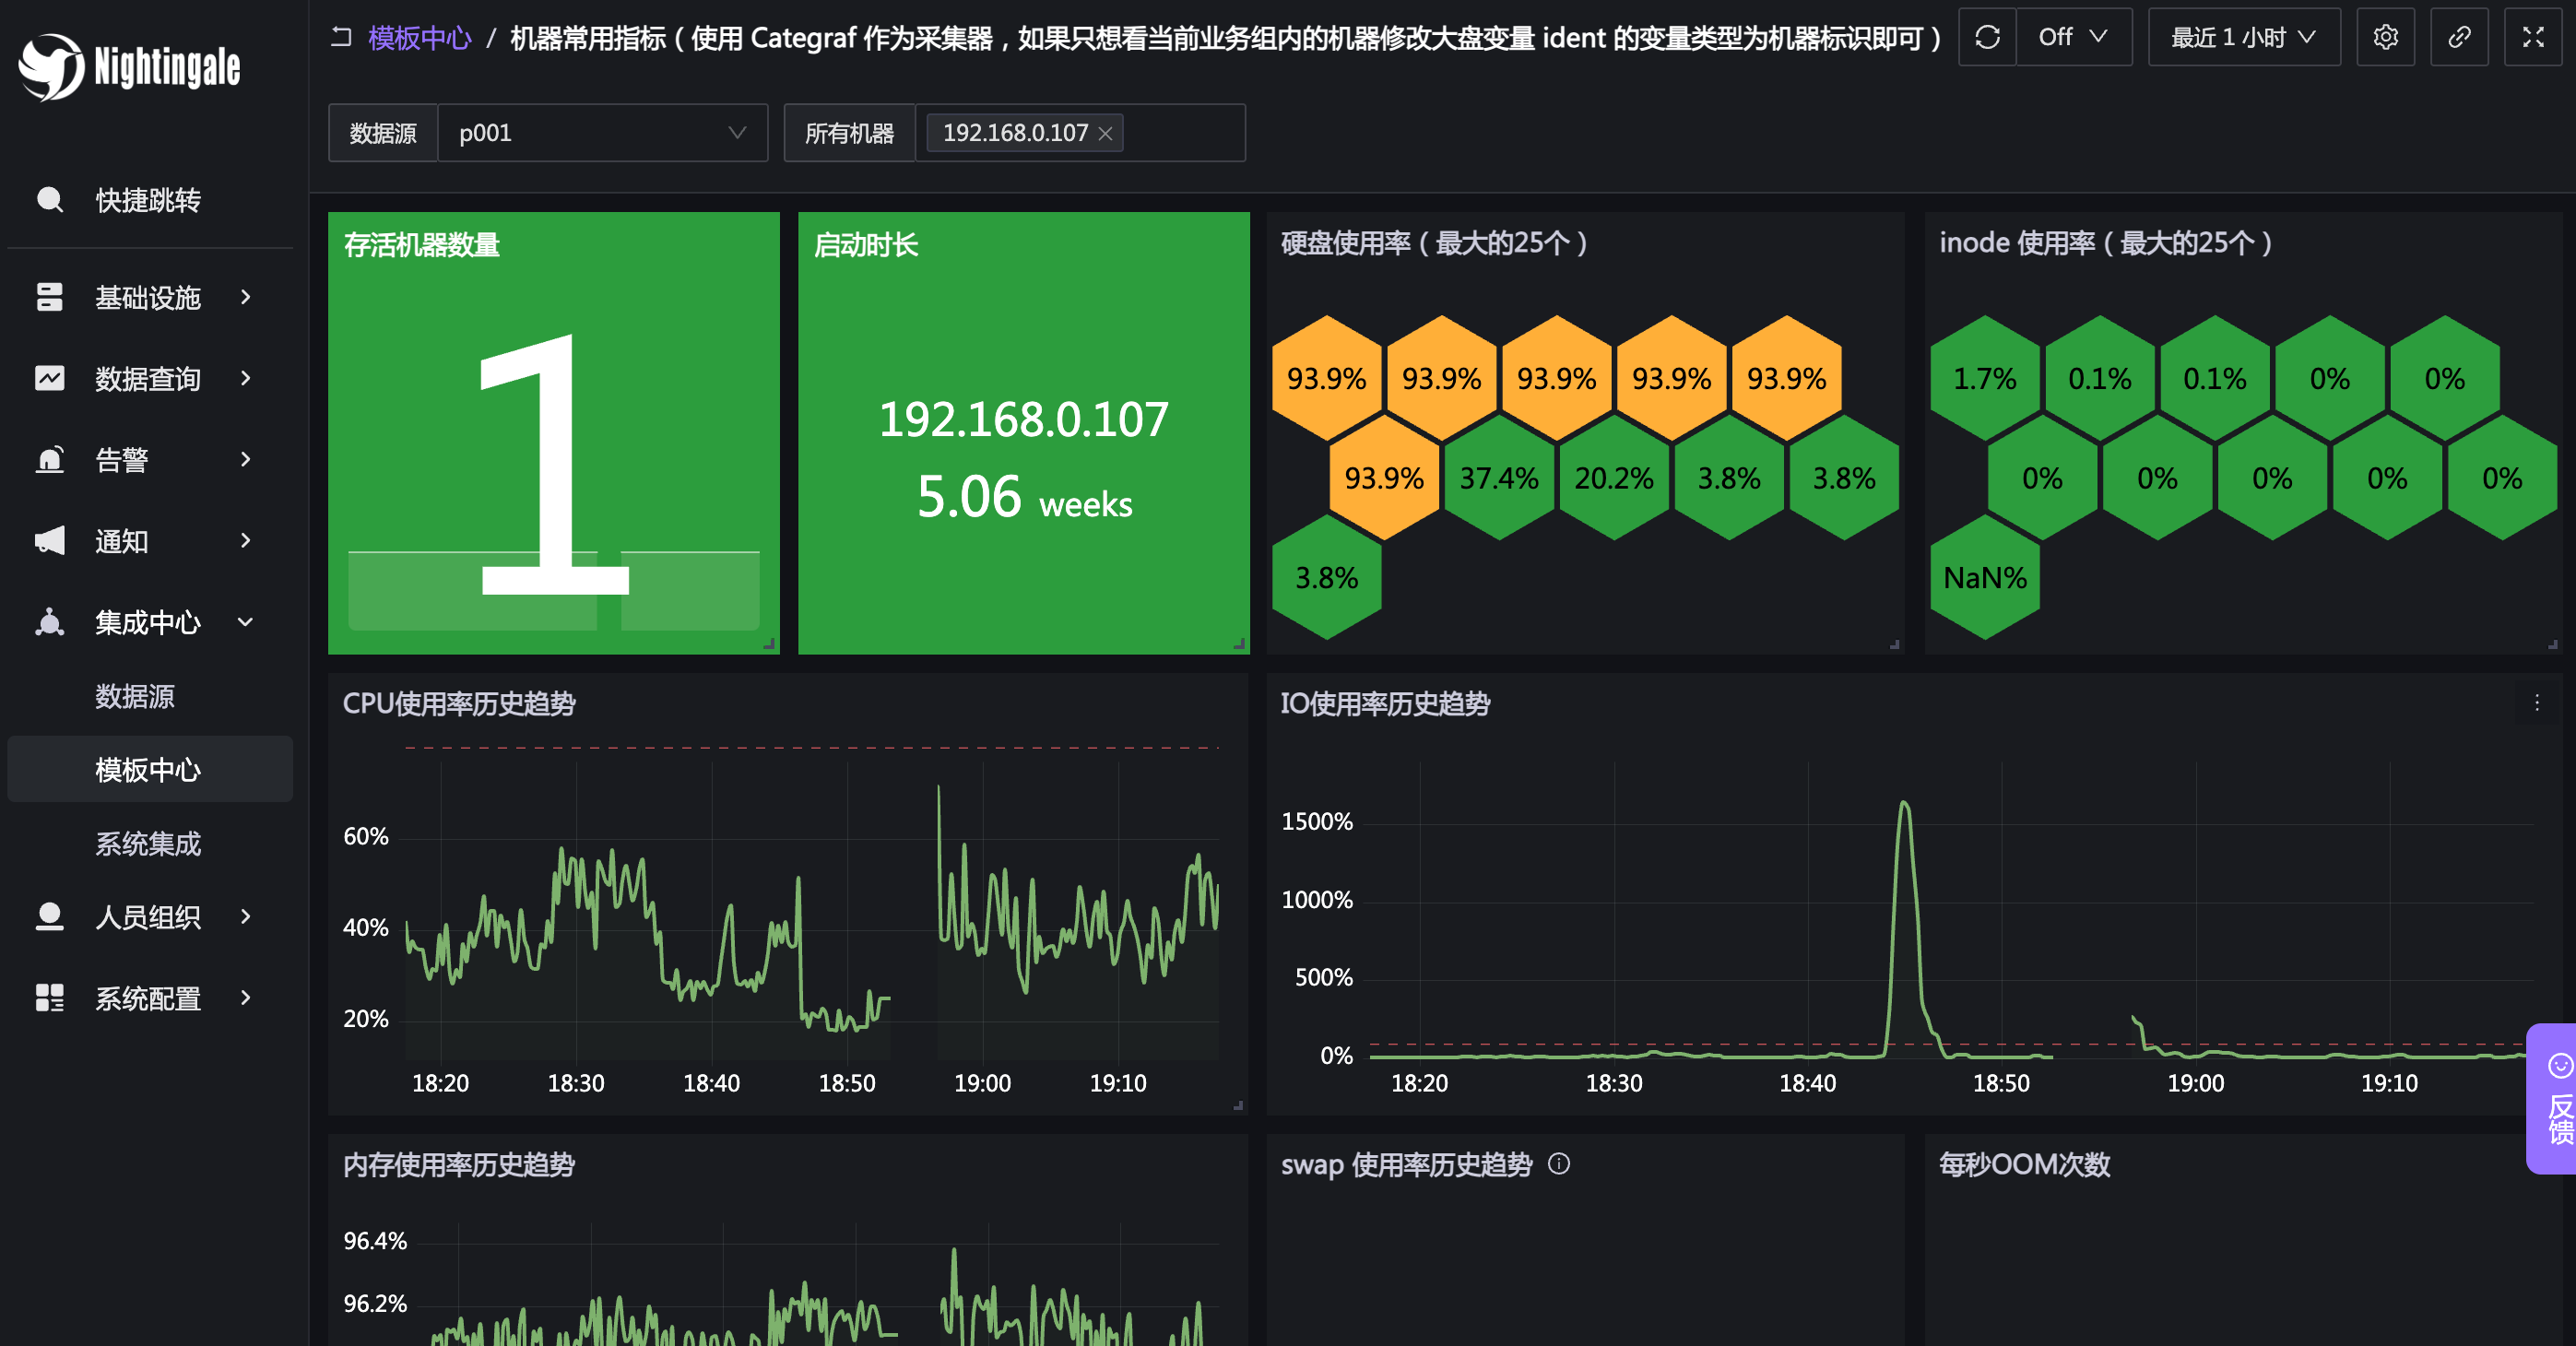 Nightingale
快捷跳转
基础设施
数据查询
告警
通知
集成中心
数据源
模板中心
系统集成
人员组织
系统配置
模板中心 / 机器常用指标（使用 Categraf 作为采集器，如果只想看当前业务组内的机器修改大盘变量 ident 的变量类型为机器标识即可）
Off
最近 1 小时
数据源 p001
所有机器 192.168.0.107
存活机器数量
1
启动时长
192.168.0.107
5.06 weeks
硬盘使用率（最大的25个）
93.9% 93.9% 93.9% 93.9% 93.9%
93.9% 37.4% 20.2% 3.8% 3.8%
3.8%
inode 使用率（最大的25个）
1.7% 0.1% 0.1% 0% 0%
0% 0% 0% 0% 0%
NaN%
CPU使用率历史趋势
60%
40%
20%
18:20 18:30 18:40 18:50 19:00 19:10
IO使用率历史趋势
1500%
1000%
500%
0%
18:20 18:30 18:40 18:50 19:00 19:10
内存使用率历史趋势
96.4%
96.2%
swap 使用率历史趋势
每秒OOM次数
反馈